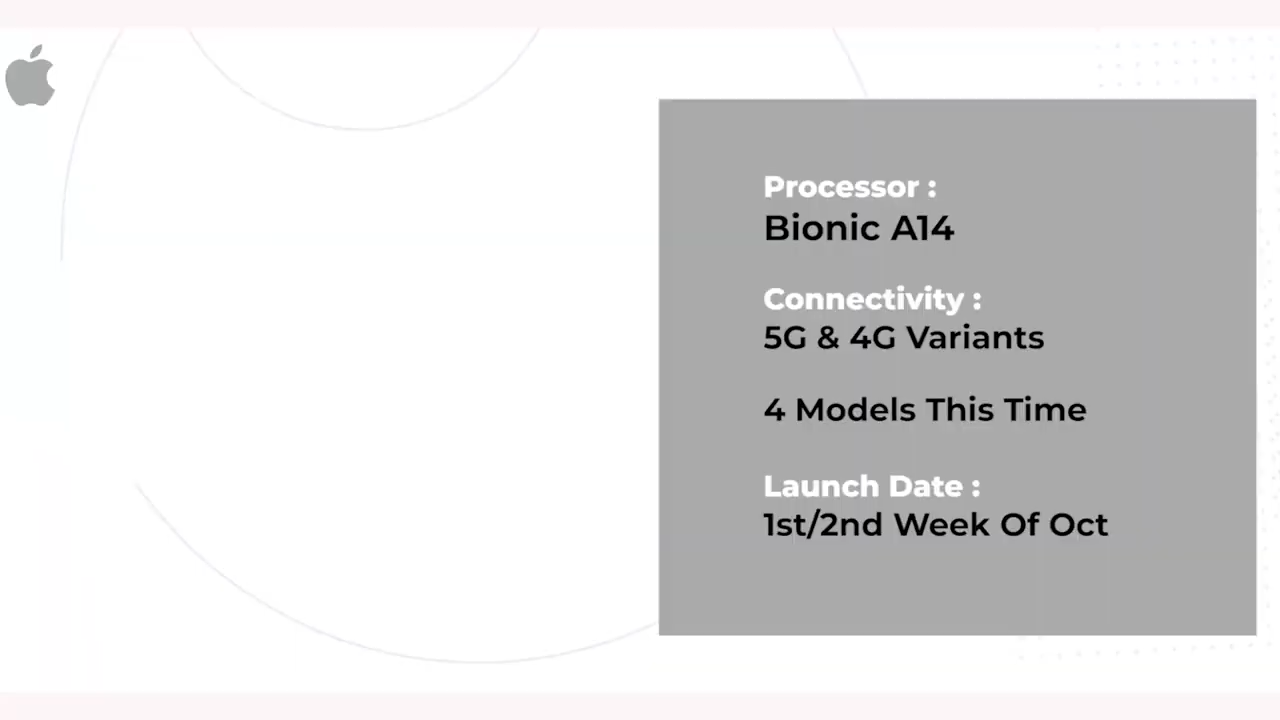 Processor :
Bionic A14
Connectivity :
5G & 4G Variants
4 Models This Time
Launch Date :
1st/2nd Week Of Oct